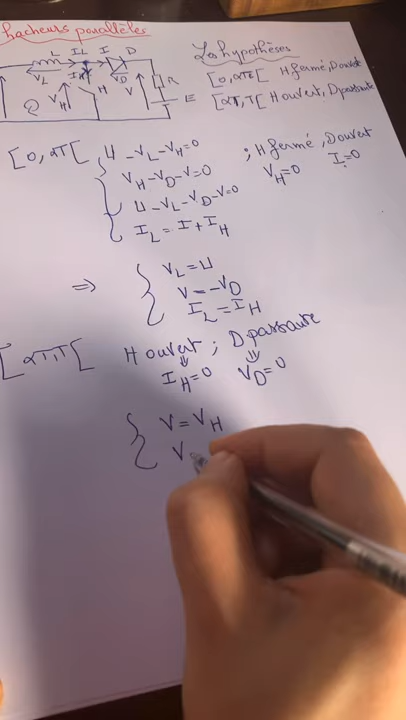 hacheurs parallèles
L IL I D
VL IH VD R
VH H V E
Les hypothèses
[0, αT[ H fermé, D ouvert
[αT, T[ H ouvert, D passante
[0, αT[ , U - VL - VH = 0 ; H fermé, D ouvert
VH - VD - V = 0 VH = 0 I = 0
U - VL - VD - V = 0
IL = I + IH
⇒ { VL = U
V = -VD
IL = IH
[αT, T[ H ouvert ; D passante
IH = 0 VD = 0
{ V = VH
V